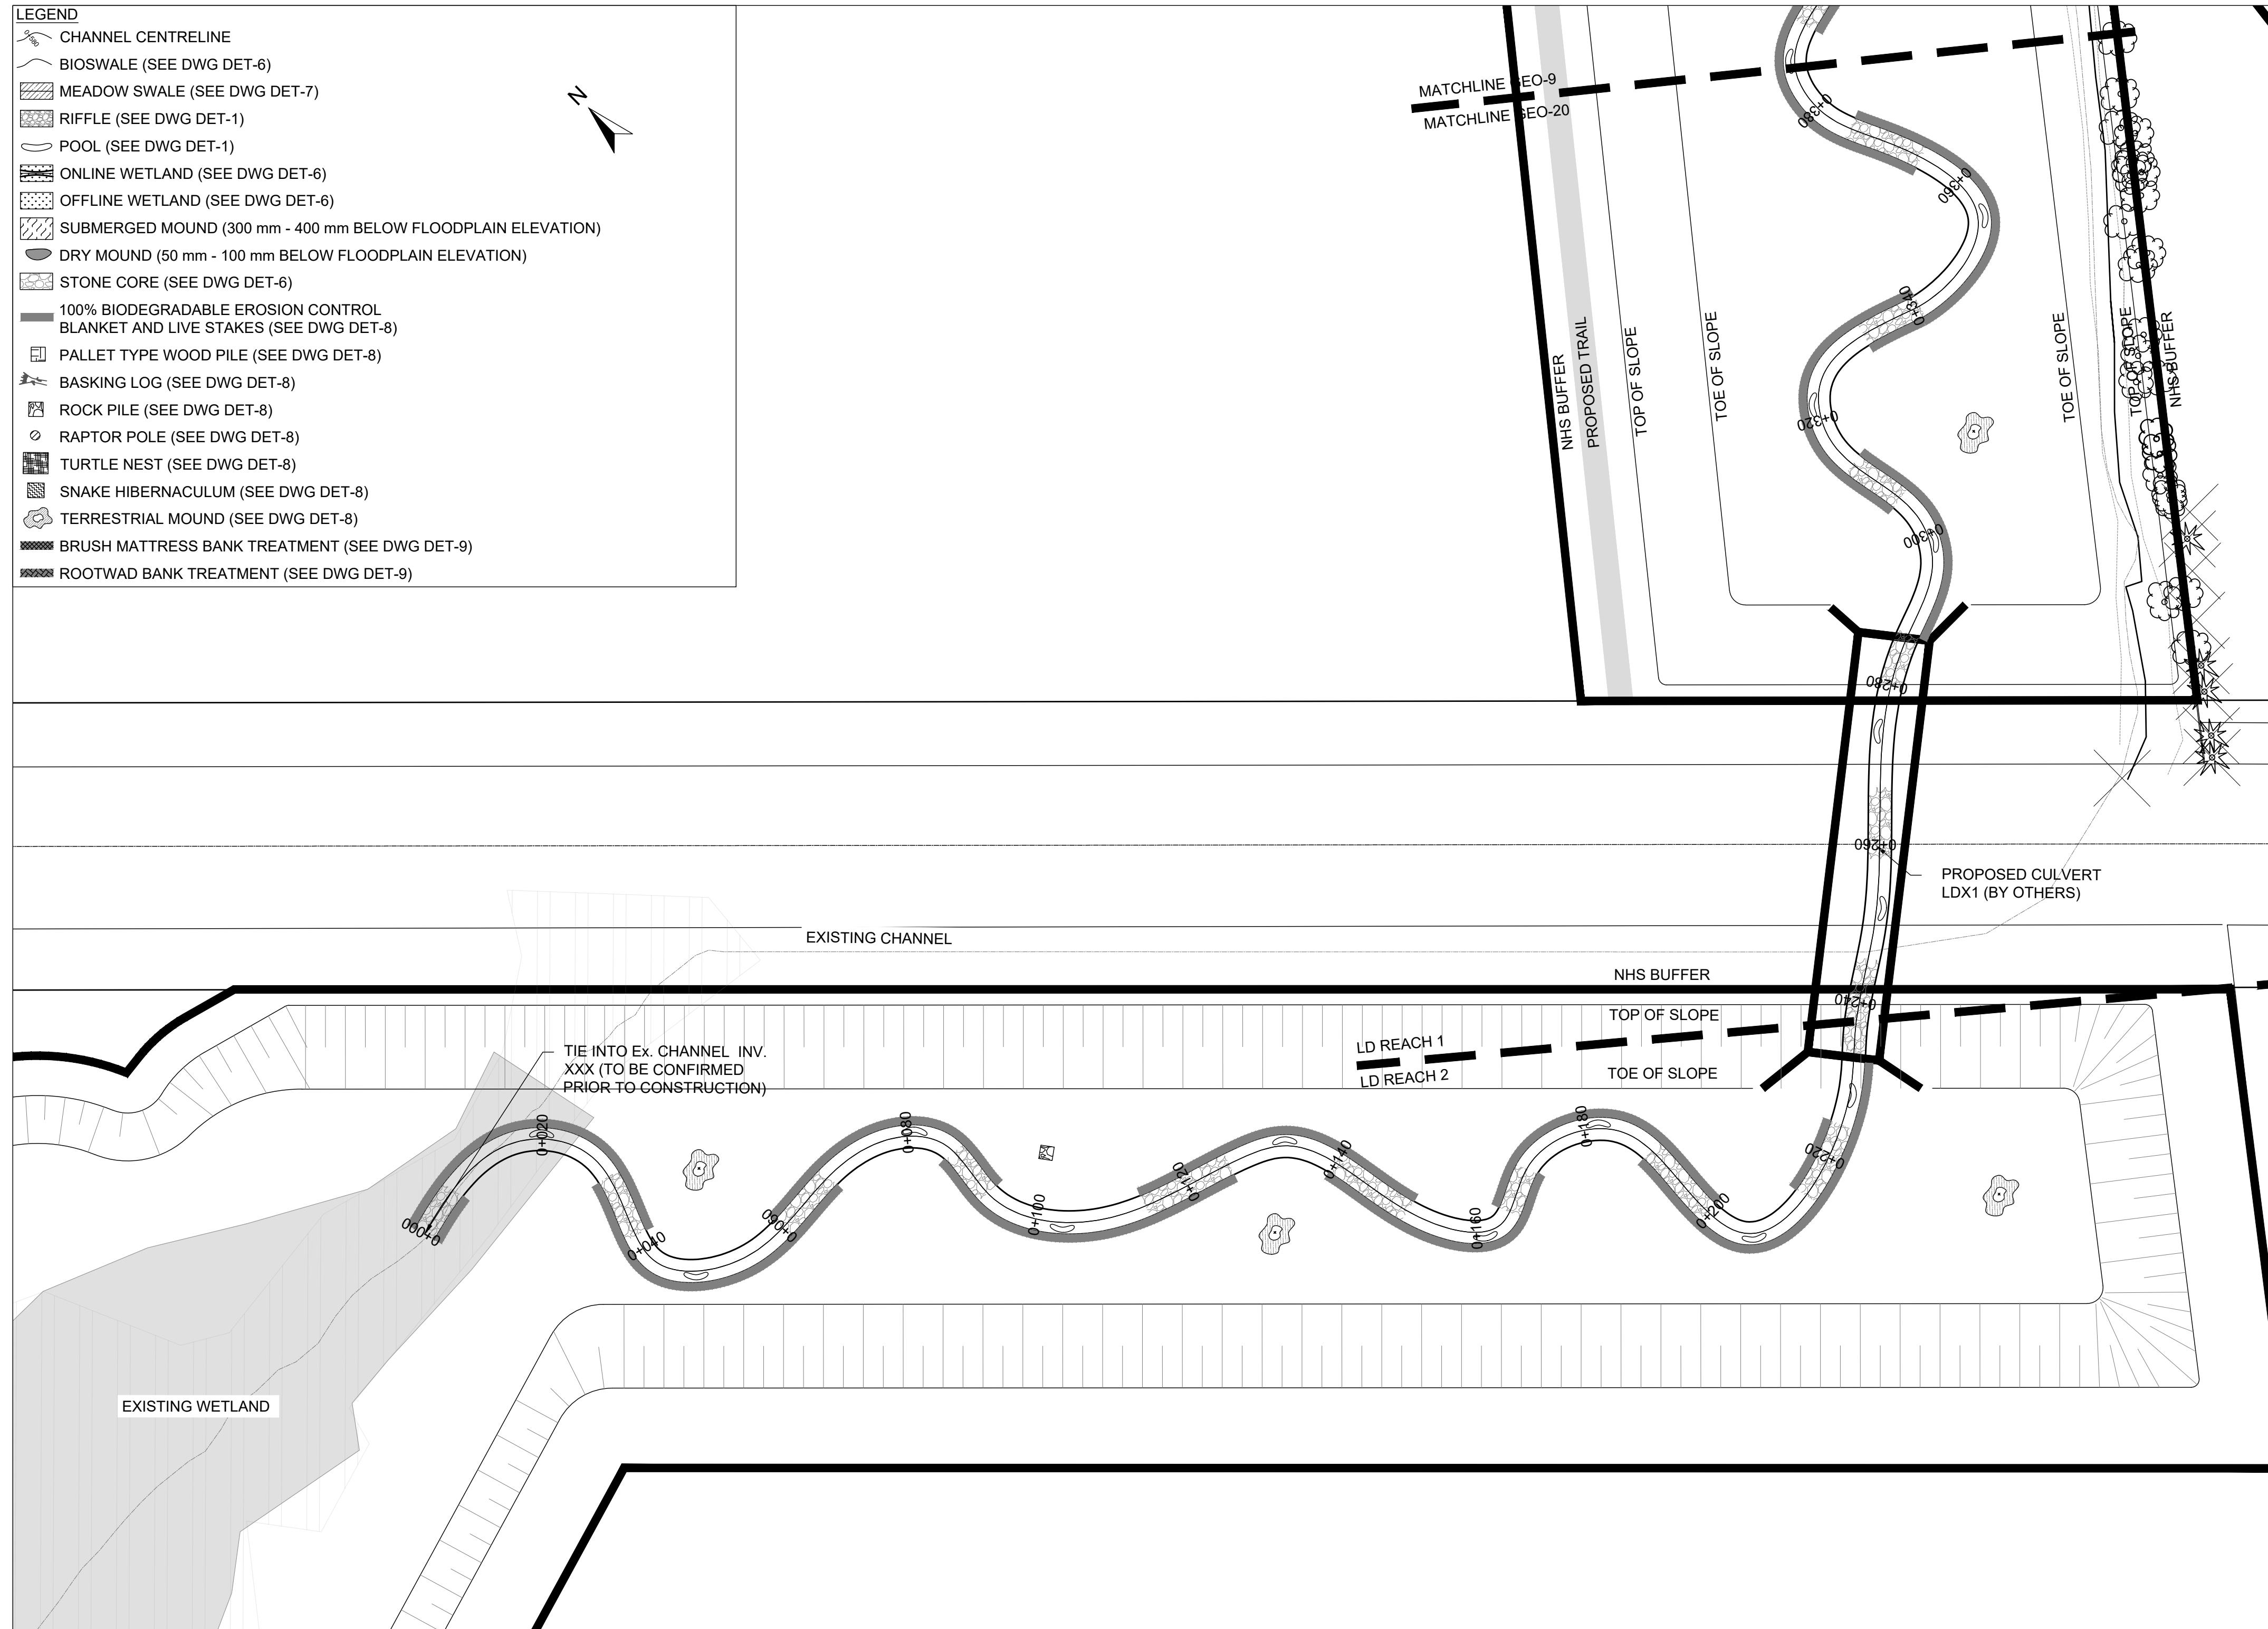 LEGEND
0+580
CHANNEL CENTRELINE
BIOSWALE (SEE DWG DET-6)
MEADOW SWALE (SEE DWG DET-7)
RIFFLE (SEE DWG DET-1)
POOL (SEE DWG DET-1)
ONLINE WETLAND (SEE DWG DET-6)
OFFLINE WETLAND (SEE DWG DET-6)
SUBMERGED MOUND (300 mm - 400 mm BELOW FLOODPLAIN ELEVATION)
DRY MOUND (50 mm - 100 mm BELOW FLOODPLAIN ELEVATION)
STONE CORE (SEE DWG DET-6)
100% BIODEGRADABLE EROSION CONTROL
BLANKET AND LIVE STAKES (SEE DWG DET-8)
PALLET TYPE WOOD PILE (SEE DWG DET-8)
BASKING LOG (SEE DWG DET-8)
ROCK PILE (SEE DWG DET-8)
RAPTOR POLE (SEE DWG DET-8)
TURTLE NEST (SEE DWG DET-8)
SNAKE HIBERNACULUM (SEE DWG DET-8)
TERRESTRIAL MOUND (SEE DWG DET-8)
BRUSH MATTRESS BANK TREATMENT (SEE DWG DET-9)
ROOTWAD BANK TREATMENT (SEE DWG DET-9)
N
MATCHLINE GEO-9
MATCHLINE GEO-20
0+380
0+360
0+340
0+320
0+300
0+280
0+260
0+240
NHS BUFFER
PROPOSED TRAIL
TOP OF SLOPE
TOE OF SLOPE
TOE OF SLOPE
TOP OF SLOPE
NHS BUFFER
PROPOSED CULVERT
LDX1 (BY OTHERS)
EXISTING CHANNEL
NHS BUFFER
TOP OF SLOPE
LD REACH 1
LD REACH 2
TOE OF SLOPE
TIE INTO Ex. CHANNEL INV.
XXX (TO BE CONFIRMED
PRIOR TO CONSTRUCTION)
0+000
0+020
0+040
0+060
0+080
0+100
0+120
0+140
0+160
0+180
0+200
0+220
EXISTING WETLAND